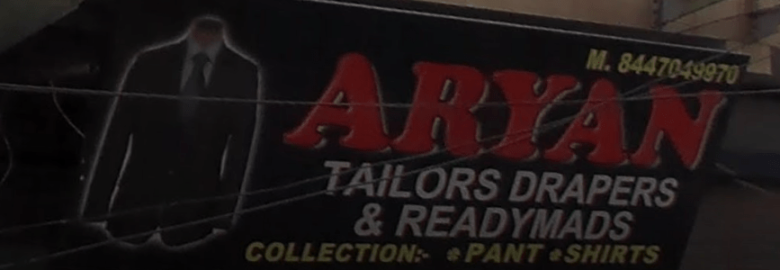 M. 8447049970
ARYAN
TAILORS DRAPERS
& READYMADS
COLLECTION:- *PANT *SHIRTS